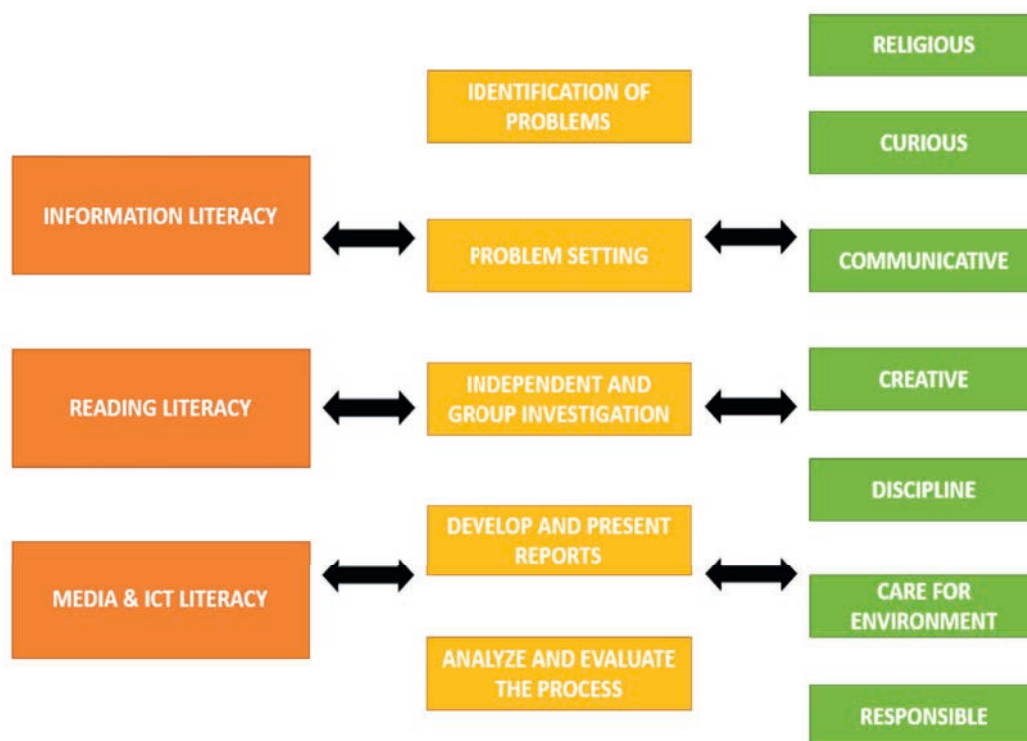 INFORMATION LITERACY
READING LITERACY
MEDIA & ICT LITERACY
IDENTIFICATION OF
PROBLEMS
PROBLEM SETTING
INDEPENDENT AND
GROUP INVESTIGATION
DEVELOP AND PRESENT
REPORTS
ANALYZE AND EVALUATE
THE PROCESS
RELIGIOUS
CURIOUS
COMMUNICATIVE
CREATIVE
DISCIPLINE
CARE FOR
ENVIRONMENT
RESPONSIBLE